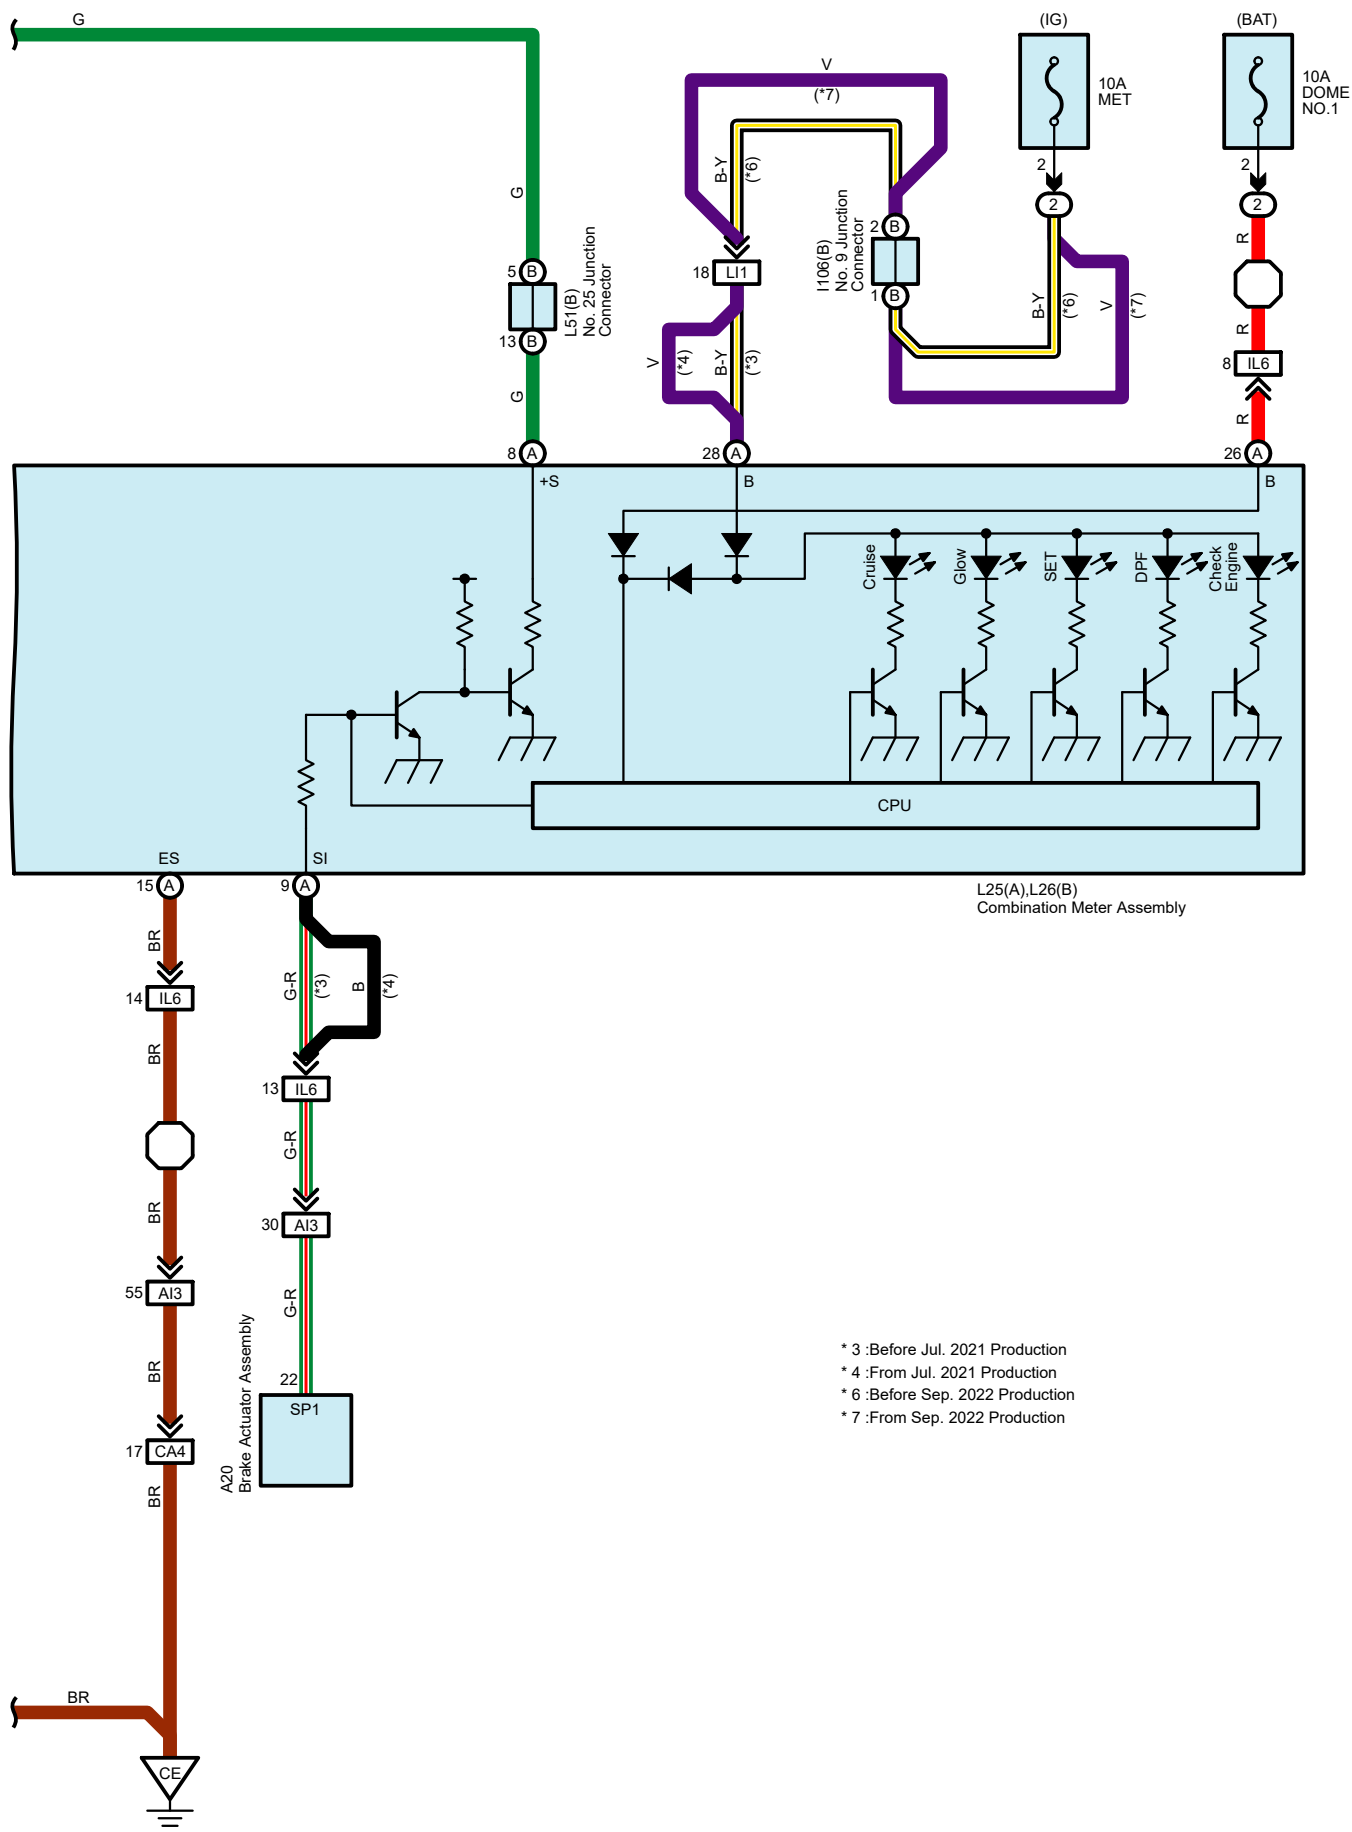 G
(IG)
(BAT)
10A
MET
10A
DOME
NO.1
V
(*7)
B-Y
(*6)
2
2
2
2
G
R
5 B
L51(B)
No. 25 Junction
Connector
13 B
18 LI1
2 B
I106(B)
No. 9 Junction
Connector
1 B
B-Y
(*6)
V
(*7)
R
8 IL6
V
(*4)
B-Y
(*3)
G
R
8 A
28 A
26 A
+S
B
B
Cruise
Glow
SET
DPF
Check
Engine
CPU
ES
SI
15 A
9 A
L25(A),L26(B)
Combination Meter Assembly
BR
G-R
(*3)
B
(*4)
14 IL6
BR
13 IL6
G-R
BR
30 AI3
55 AI3
G-R
BR
22
SP1
A20
Brake Actuator Assembly
* 3 :Before Jul. 2021 Production
* 4 :From Jul. 2021 Production
* 6 :Before Sep. 2022 Production
* 7 :From Sep. 2022 Production
17 CA4
BR
BR
CE